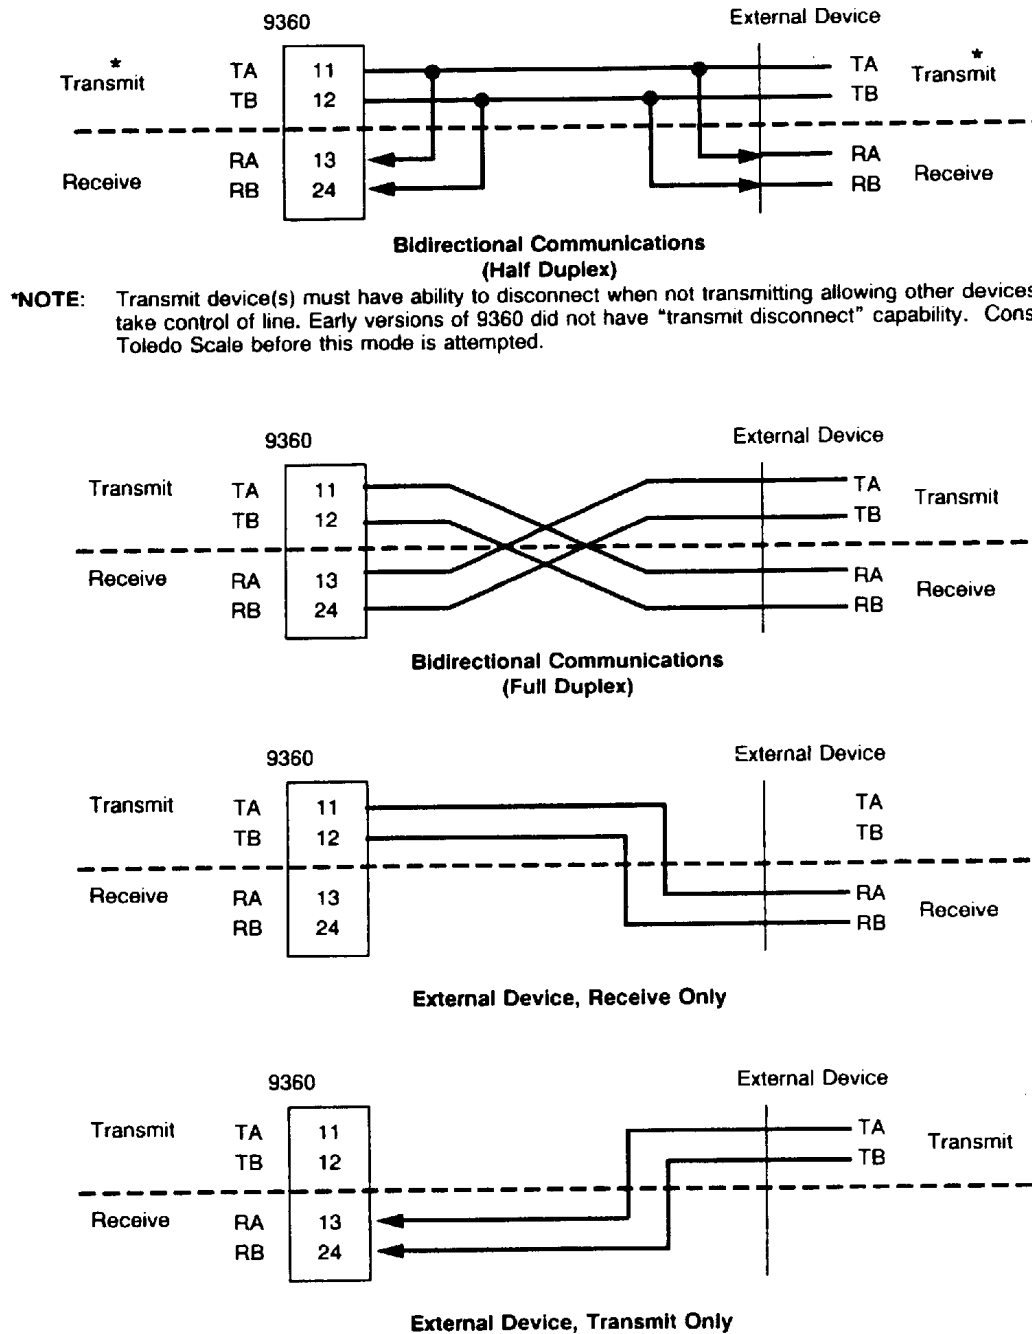 9360 External Device
* Transmit TA 11 TA * Transmit
TB 12 TB
Receive RA 13 RA Receive
RB 24 RB
Bidirectional Communications
(Half Duplex)
*NOTE: Transmit device(s) must have ability to disconnect when not transmitting allowing other devices
take control of line. Early versions of 9360 did not have "transmit disconnect" capability. Cons
Toledo Scale before this mode is attempted.
9360 External Device
Transmit TA 11 TA Transmit
TB 12 TB
Receive RA 13 RA Receive
RB 24 RB
Bidirectional Communications
(Full Duplex)
9360 External Device
Transmit TA 11 TA
TB 12 TB
Receive RA 13 RA Receive
RB 24 RB
External Device, Receive Only
9360 External Device
Transmit TA 11 TA Transmit
TB 12 TB
Receive RA 13
RB 24
External Device, Transmit Only